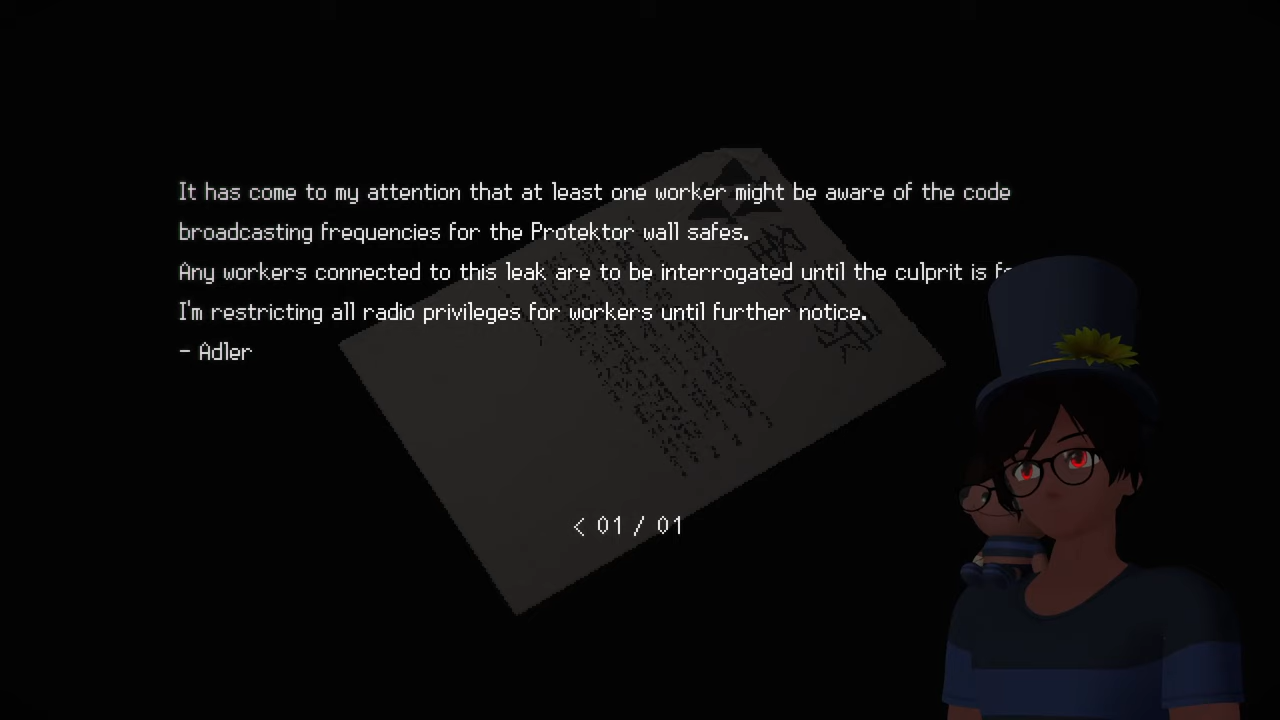 It has come to my attention that at least one worker might be aware of the code
broadcasting frequencies for the Protektor wall safes.
Any workers connected to this leak are to be interrogated until the culprit is
I'm restricting all radio privileges for workers until further notice.
- Adler
< 01 / 01